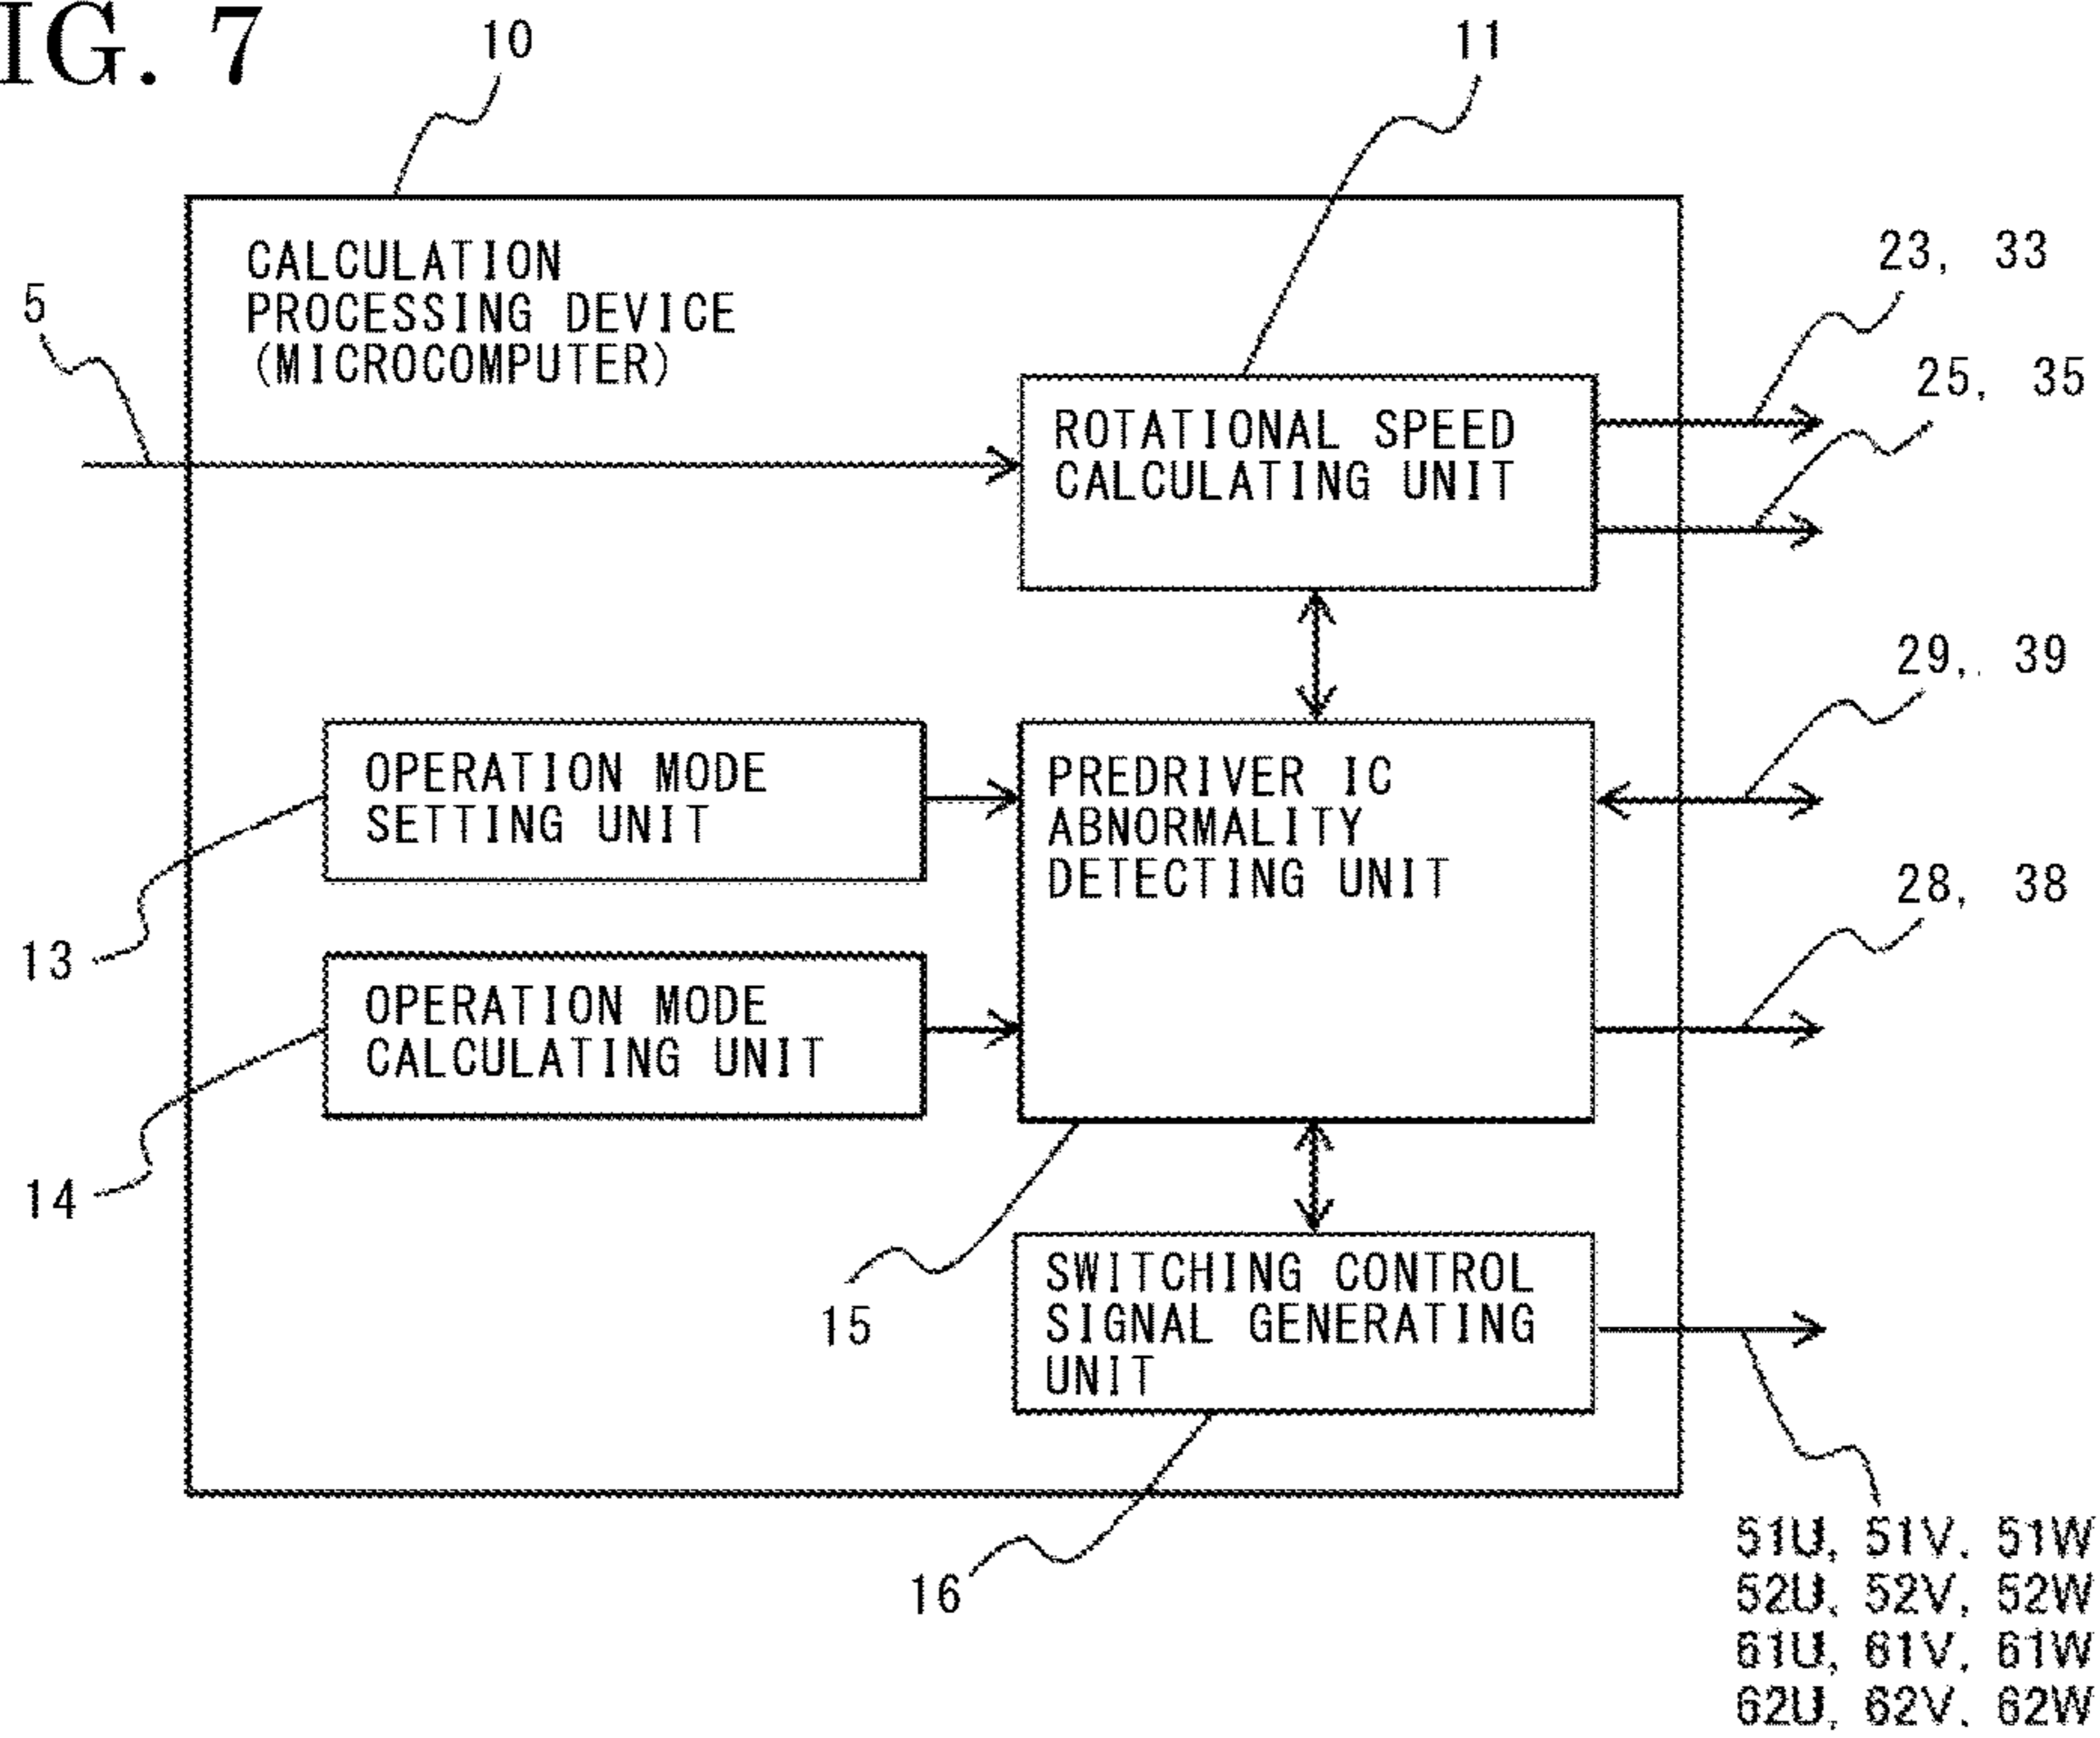 IG. 7
10
11
CALCULATION
PROCESSING DEVICE
(MICROCOMPUTER)
5
23, 33
25, 35
ROTATIONAL SPEED
CALCULATING UNIT
29, 39
OPERATION MODE
SETTING UNIT
PREDRIVER IC
ABNORMALITY
DETECTING UNIT
28, 38
13
OPERATION MODE
CALCULATING UNIT
14
15
SWITCHING CONTROL
SIGNAL GENERATING
UNIT
16
51U, 51V, 51W
52U, 52V, 52W
61U, 61V, 61W
62U, 62V, 62W